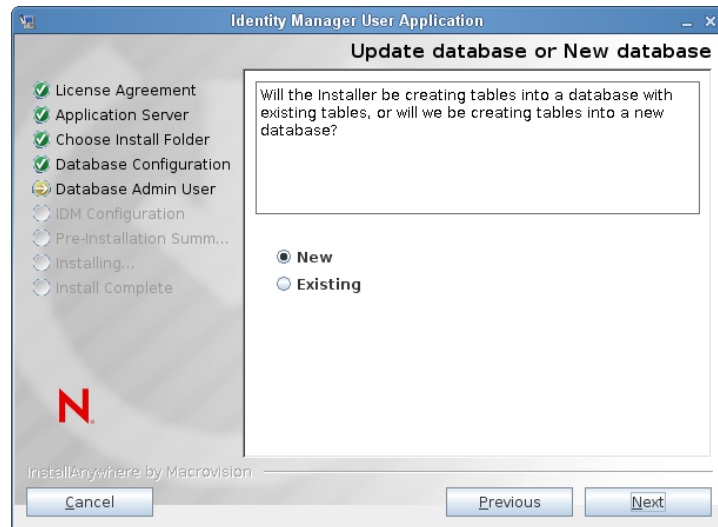 Identity Manager User Application
Update database or New database
License Agreement
Application Server
Choose Install Folder
Database Configuration
Database Admin User
IDM Configuration
Pre-Installation Summ...
Installing...
Install Complete
Will the Installer be creating tables into a database with
existing tables, or will we be creating tables into a new
database?
New
Existing
N
InstallAnywhere by Macrovision
Cancel
Previous
Next